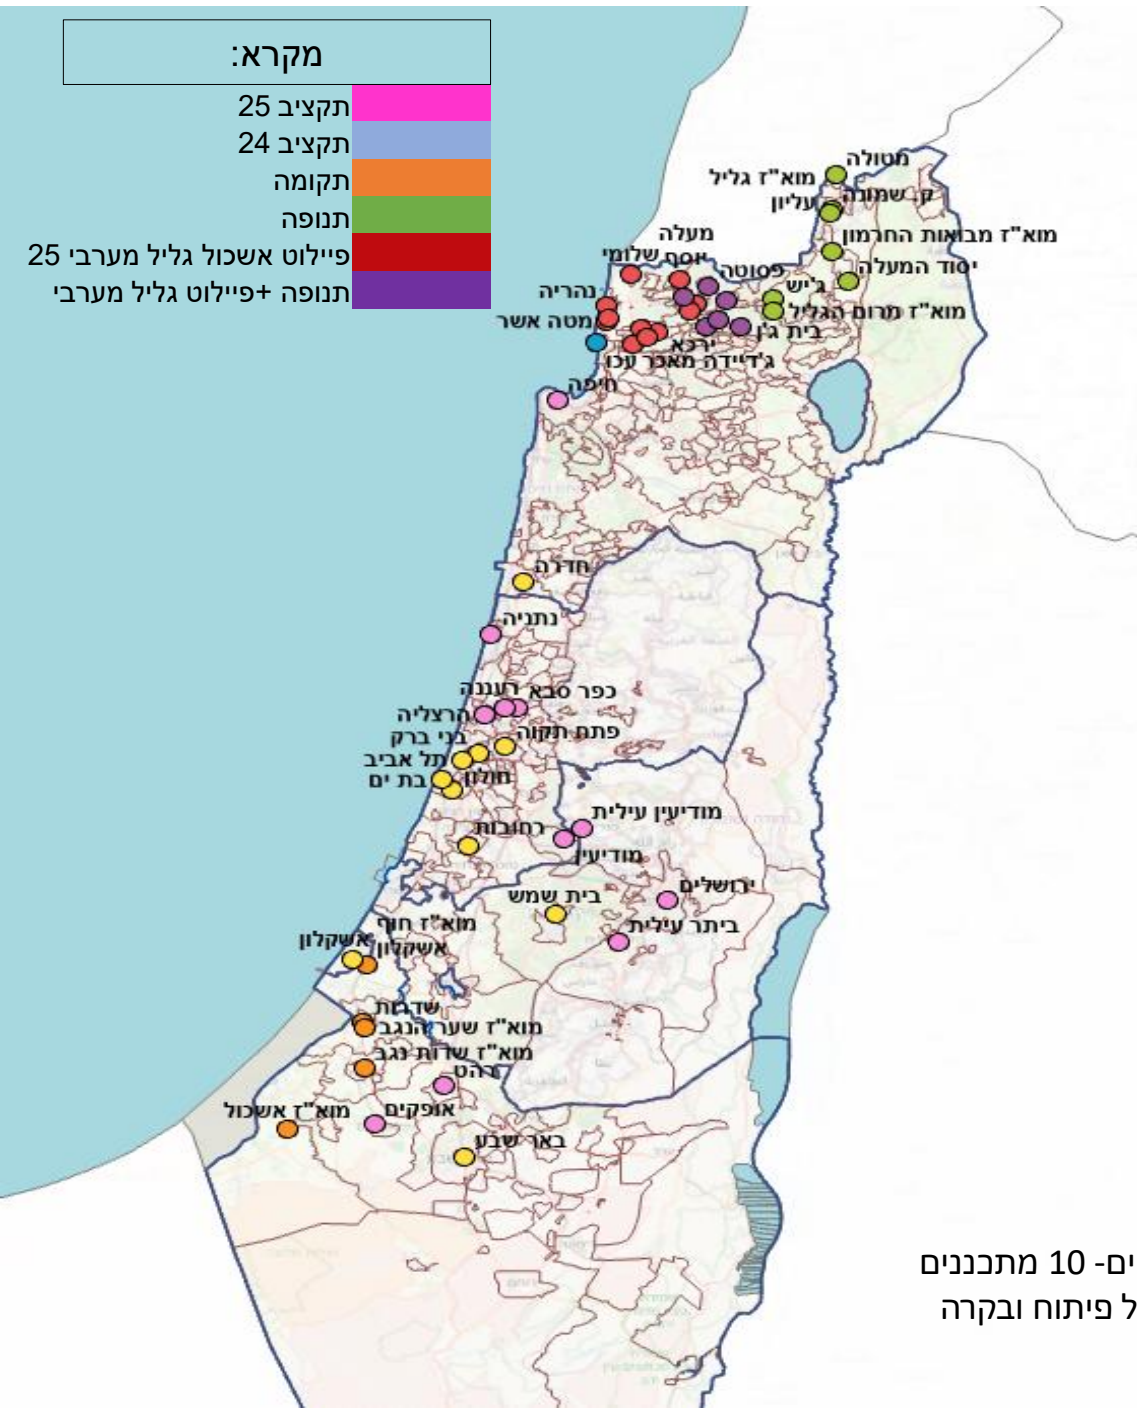 מקרא:
תקציב 25
תקציב 24
תקומה
תנופה
פיילוט אשכול גליל מערבי 25
תנופה +פיילוט גליל מערבי
מטולה
מוא"ז גליל
עליון
ק. שמונה
מוא"ז מבואות החרמון
יסוד המעלה
מעלה
יוסף
שלומי
פסוטה
ג'יש
נהריה
מוא"ז מרום הגליל
מטה אשר
בית ג'ן
ירכא
ג'דיידה מאכר עכו
חיפה
חדרה
נתניה
רעננה
כפר סבא
הרצליה
פתח תקוה
בני ברק
תל אביב
חולון
בת ים
מודיעין עילית
רחובות
מודיעין
ירושלים
בית שמש
ביתר עילית
מוא"ז חוף
אשקלון
אשקלון
שדרות
מוא"ז שער הנגב
מוא"ז שדות נגב
רהט
מוא"ז אשכול
אופקים
באר שבע
ים- 10 מתכננים
ל פיתוח ובקרה